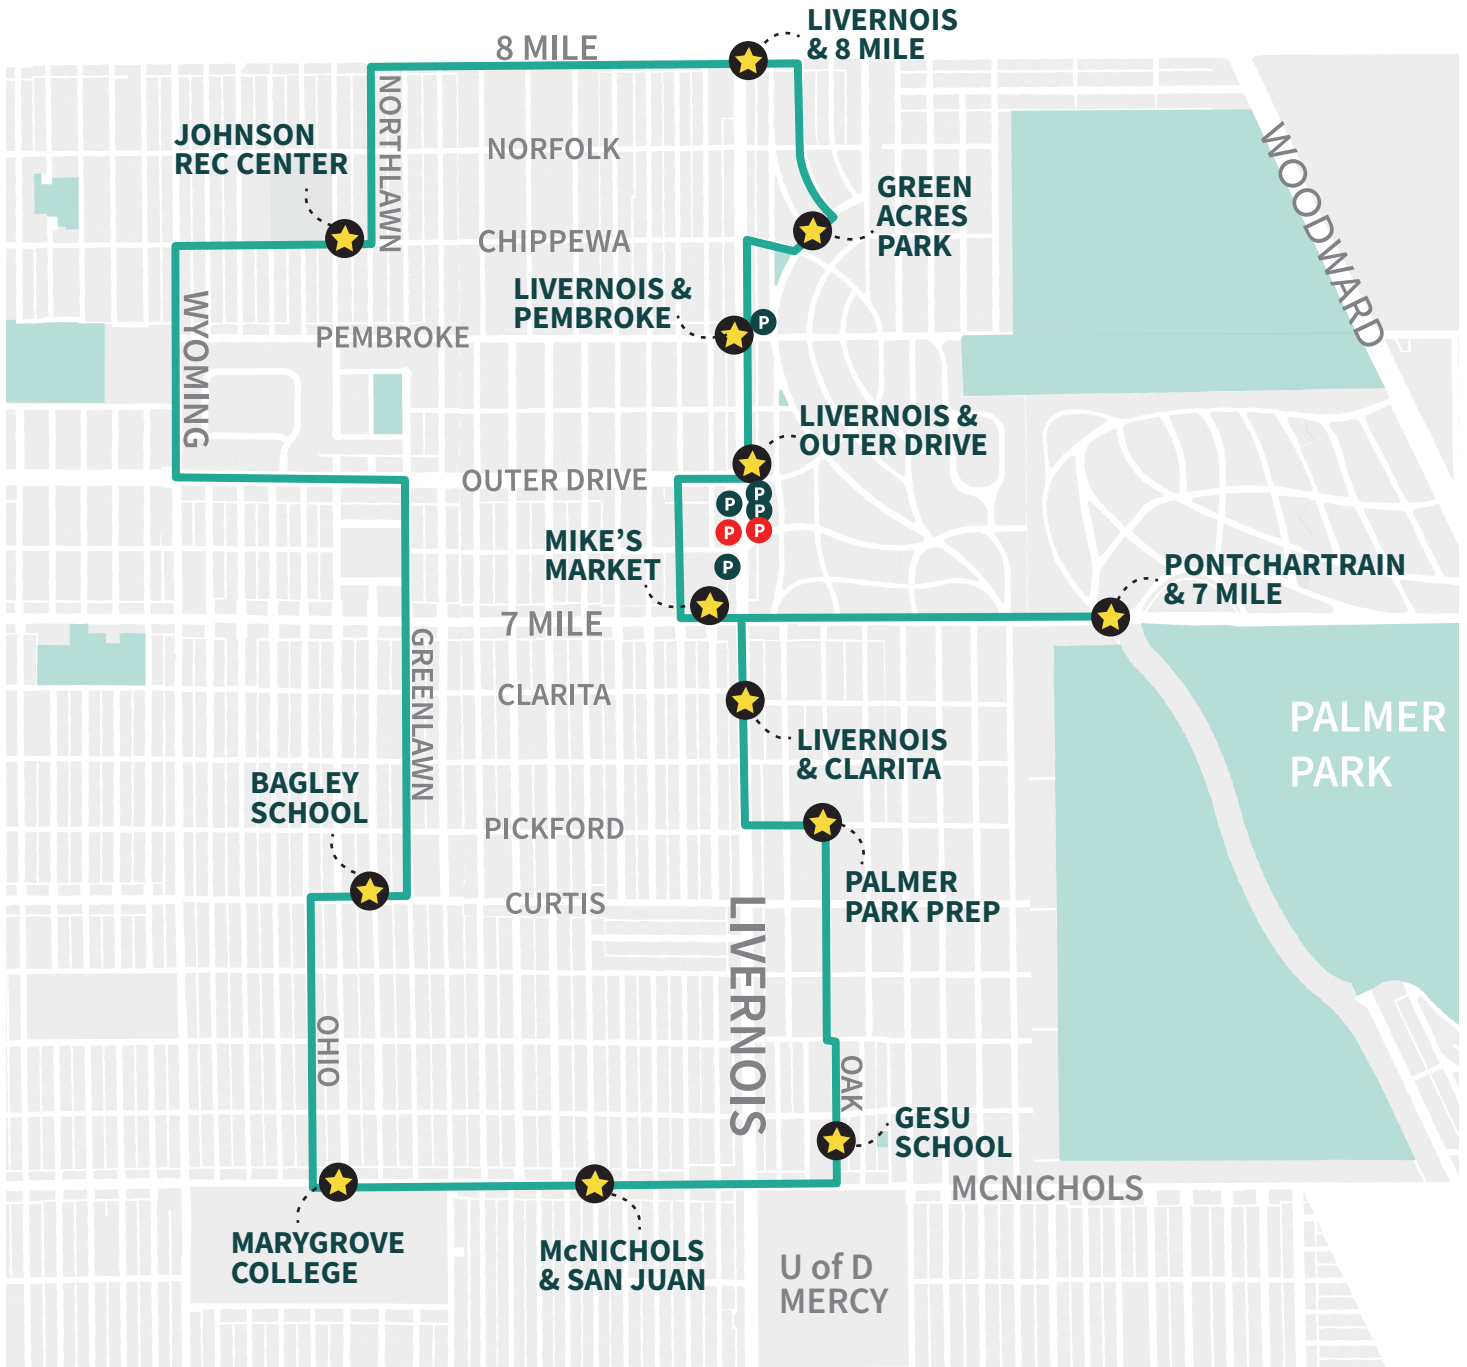 LIVERNOIS
& 8 MILE
8 MILE
NORTHLAWN
JOHNSON
REC CENTER
NORFOLK
WOODWARD
GREEN
ACRES
PARK
CHIPPEWA
LIVERNOIS &
PEMBROKE
P
PEMBROKE
WYOMING
LIVERNOIS &
OUTER DRIVE
OUTER DRIVE
P
P
P
P
P
MIKE'S
MARKET
P
PONTCHARTRAIN
& 7 MILE
7 MILE
GREENLAWN
CLARITA
PALMER
PARK
LIVERNOIS
& CLARITA
BAGLEY
SCHOOL
PICKFORD
PALMER
PARK PREP
CURTIS
LIVERNOIS
OHIO
OAK
GESU
SCHOOL
MCNICHOLS
MARYGROVE
COLLEGE
McNICHOLS
& SAN JUAN
U of D
MERCY